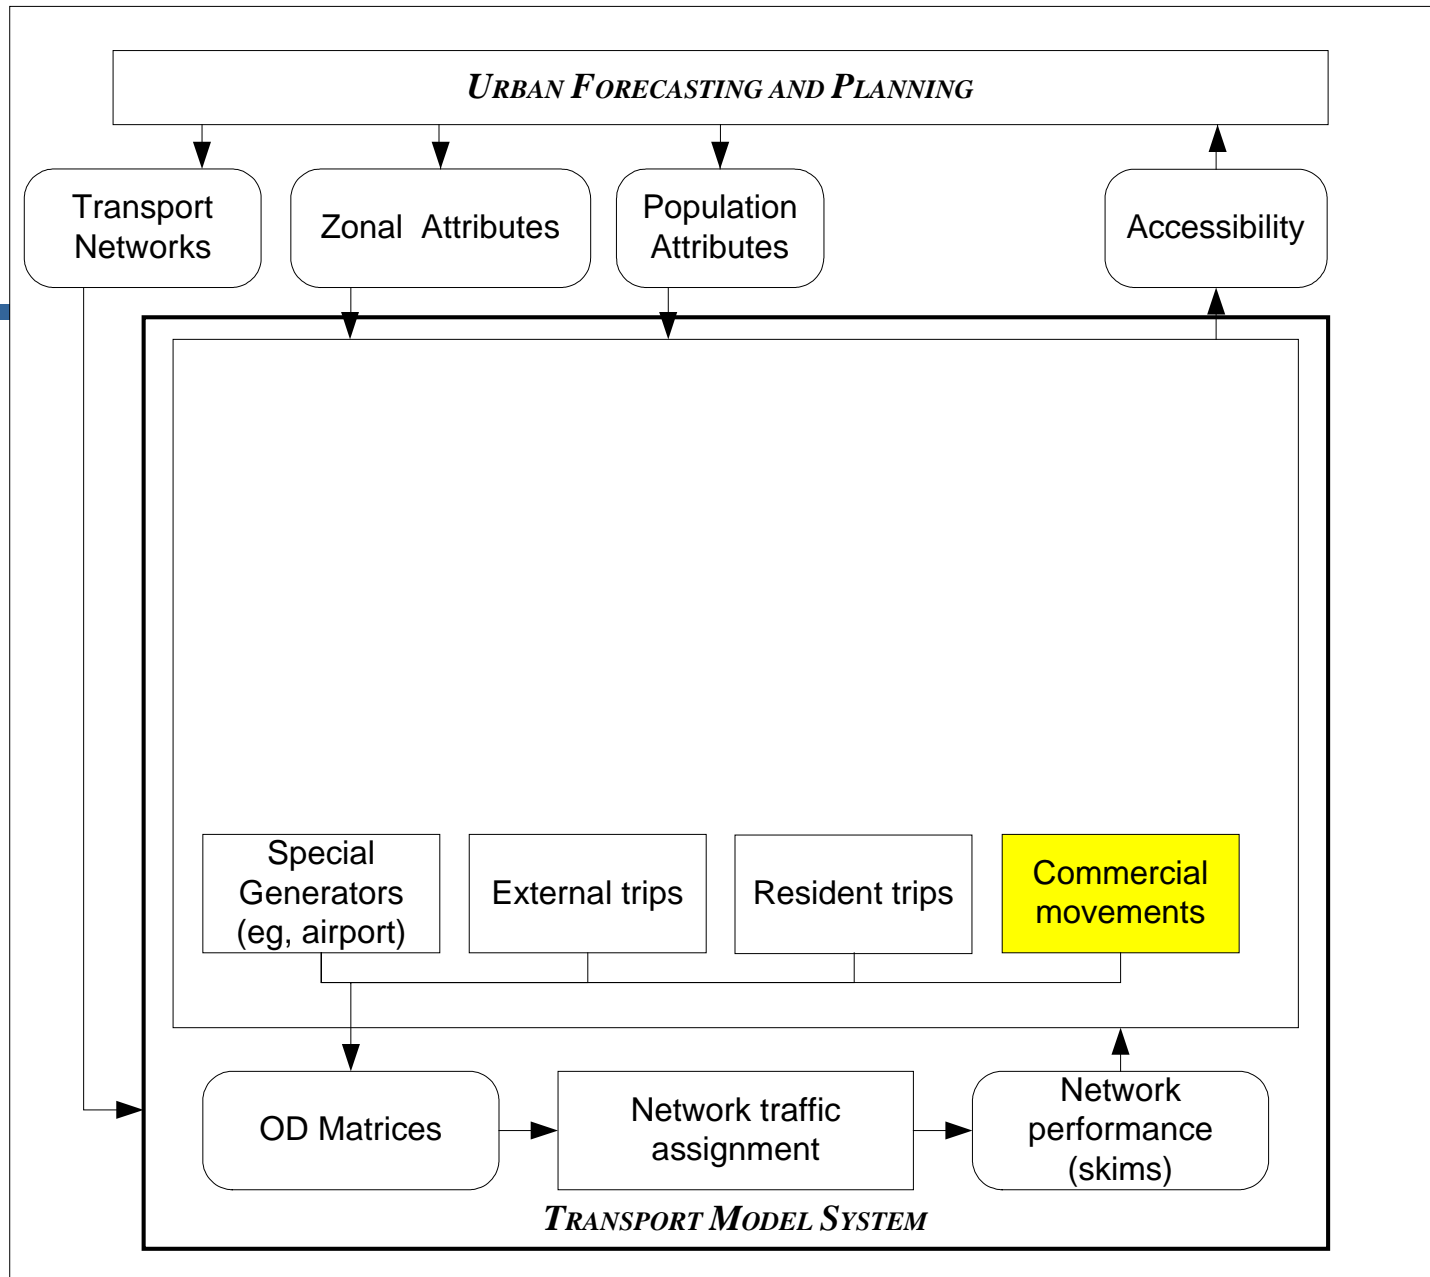 URBAN FORECASTING AND PLANNING
Transport
Networks
Zonal Attributes
Population
Attributes
Accessibility
Special
Generators
(eg, airport)
External trips
Resident trips
Commercial
movements
OD Matrices
Network traffic
assignment
Network
performance
(skims)
TRANSPORT MODEL SYSTEM